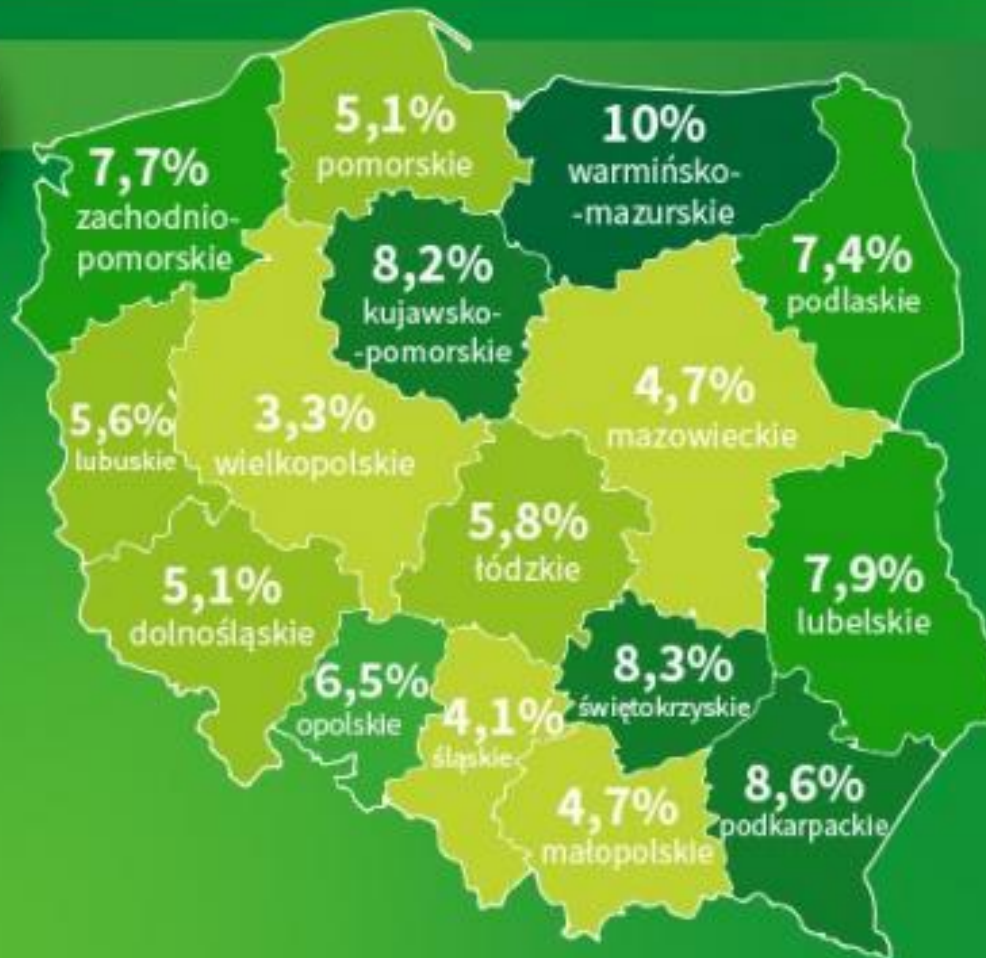 5,1%
pomorskie
10%
warmińsko-
-mazurskie
7,7%
zachodnio-
pomorskie
8,2%
kujawsko-
-pomorskie
7,4%
podlaskie
5,6%
lubuskie
3,3%
wielkopolskie
4,7%
mazowieckie
5,8%
łódzkie
5,1%
dolnośląskie
7,9%
lubelskie
6,5%
opolskie
4,1%
śląskie
8,3%
świętokrzyskie
4,7%
małopolskie
8,6%
podkarpackie